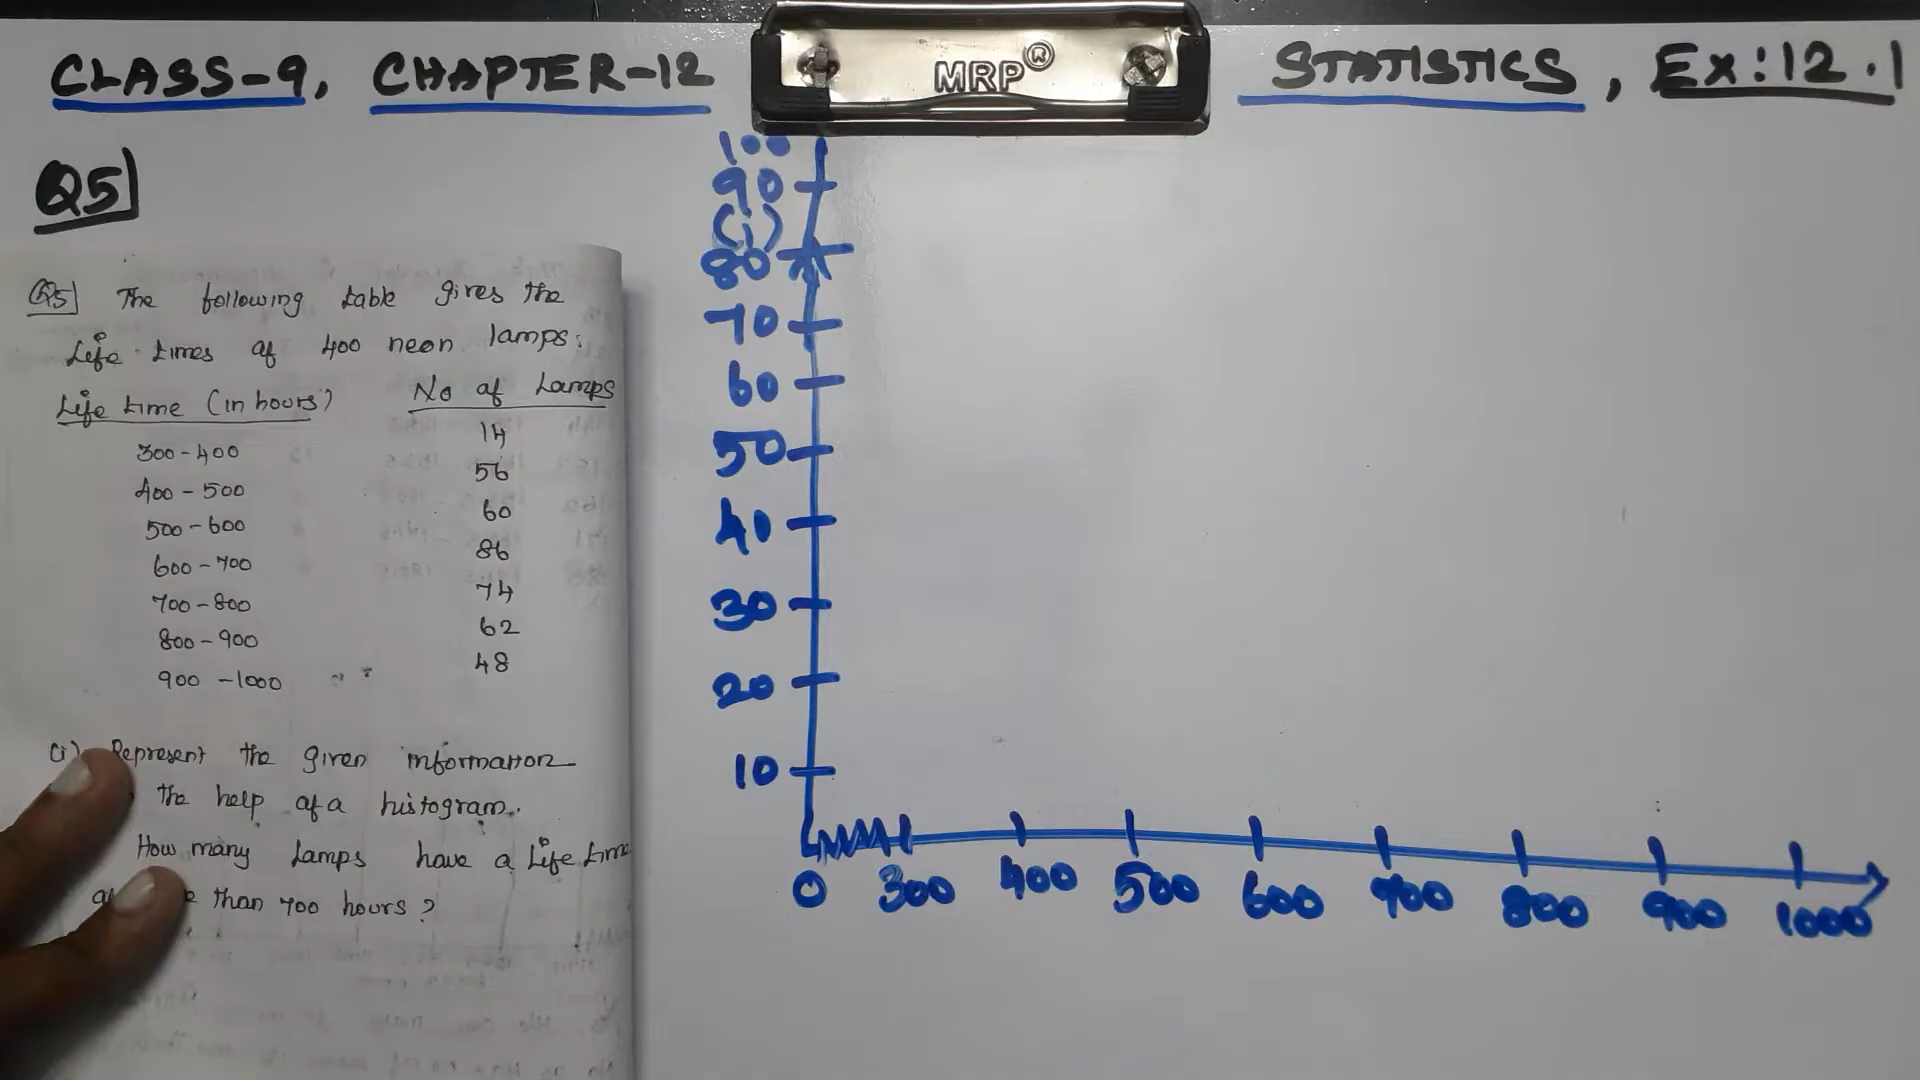 CLASS-9, CHAPTER-12
MRP®
STATISTICS, Ex:12.1
Q5
Q5 The following table gives the
Life times of 400 neon lamps:
Life time (in hours) No of Lamps
300-400 14
400-500 56
500-600 60
600-700 86
700-800 74
800-900 62
900-1000 48
(i) Represent the given information
the help of a histogram.
How many Lamps have a Life time
than 700 hours?
100
90
(i)
80
70
60
50
40
30
20
10
0 300 400 500 600 700 800 900 1000